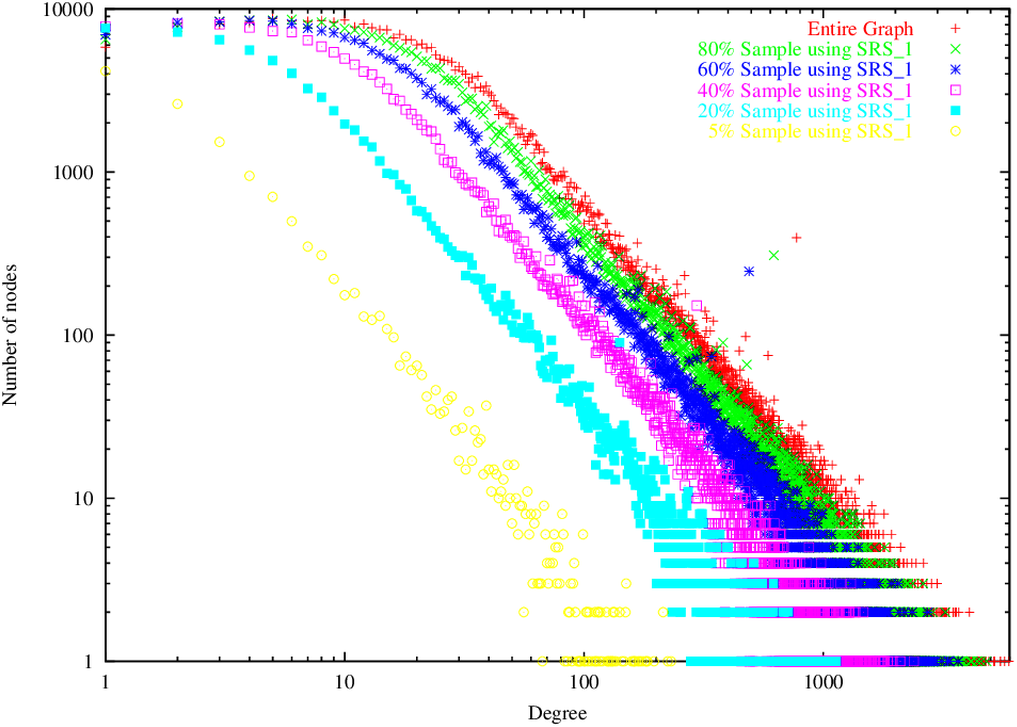 10000
1000
100
10
1
1
10
100
1000
Number of nodes
Degree
Entire Graph
80% Sample using SRS_1
60% Sample using SRS_1
40% Sample using SRS_1
20% Sample using SRS_1
5% Sample using SRS_1